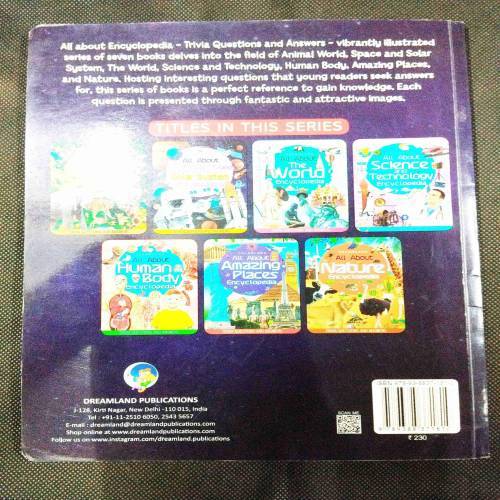 All about Encyclopedia - Trivia Questions and Answers - vibrantly illustrated
series of seven books delves into the field of Animal World, Space and Solar
System, The World, Science and Technology, Human Body, Amazing Places,
and Nature. Hosting interesting questions that young readers seek answers
for, this series of books is a perfect reference to gain knowledge. Each
question is presented through fantastic and attractive images.
TITLES IN THIS SERIES
All About
Solar System
All About
The World
Encyclopedia
All About
Science
and
Technology
Encyclopedia
All About
Human
Body
Encyclopedia
All About
Amazing
Places
Encyclopedia
All About
Nature
Encyclopedia
DREAMLAND PUBLICATIONS
J-128, Kirti Nagar, New Delhi -110 015, India
Tel : +91-11-2510 6050, 2543 5657
E-mail : dreamland@dreamlandpublications.com
Shop online at www.dreamlandpublications.com
Follow us on www.instagram.com/dreamland.publications
SCAN ME
ISBN
₹ 230